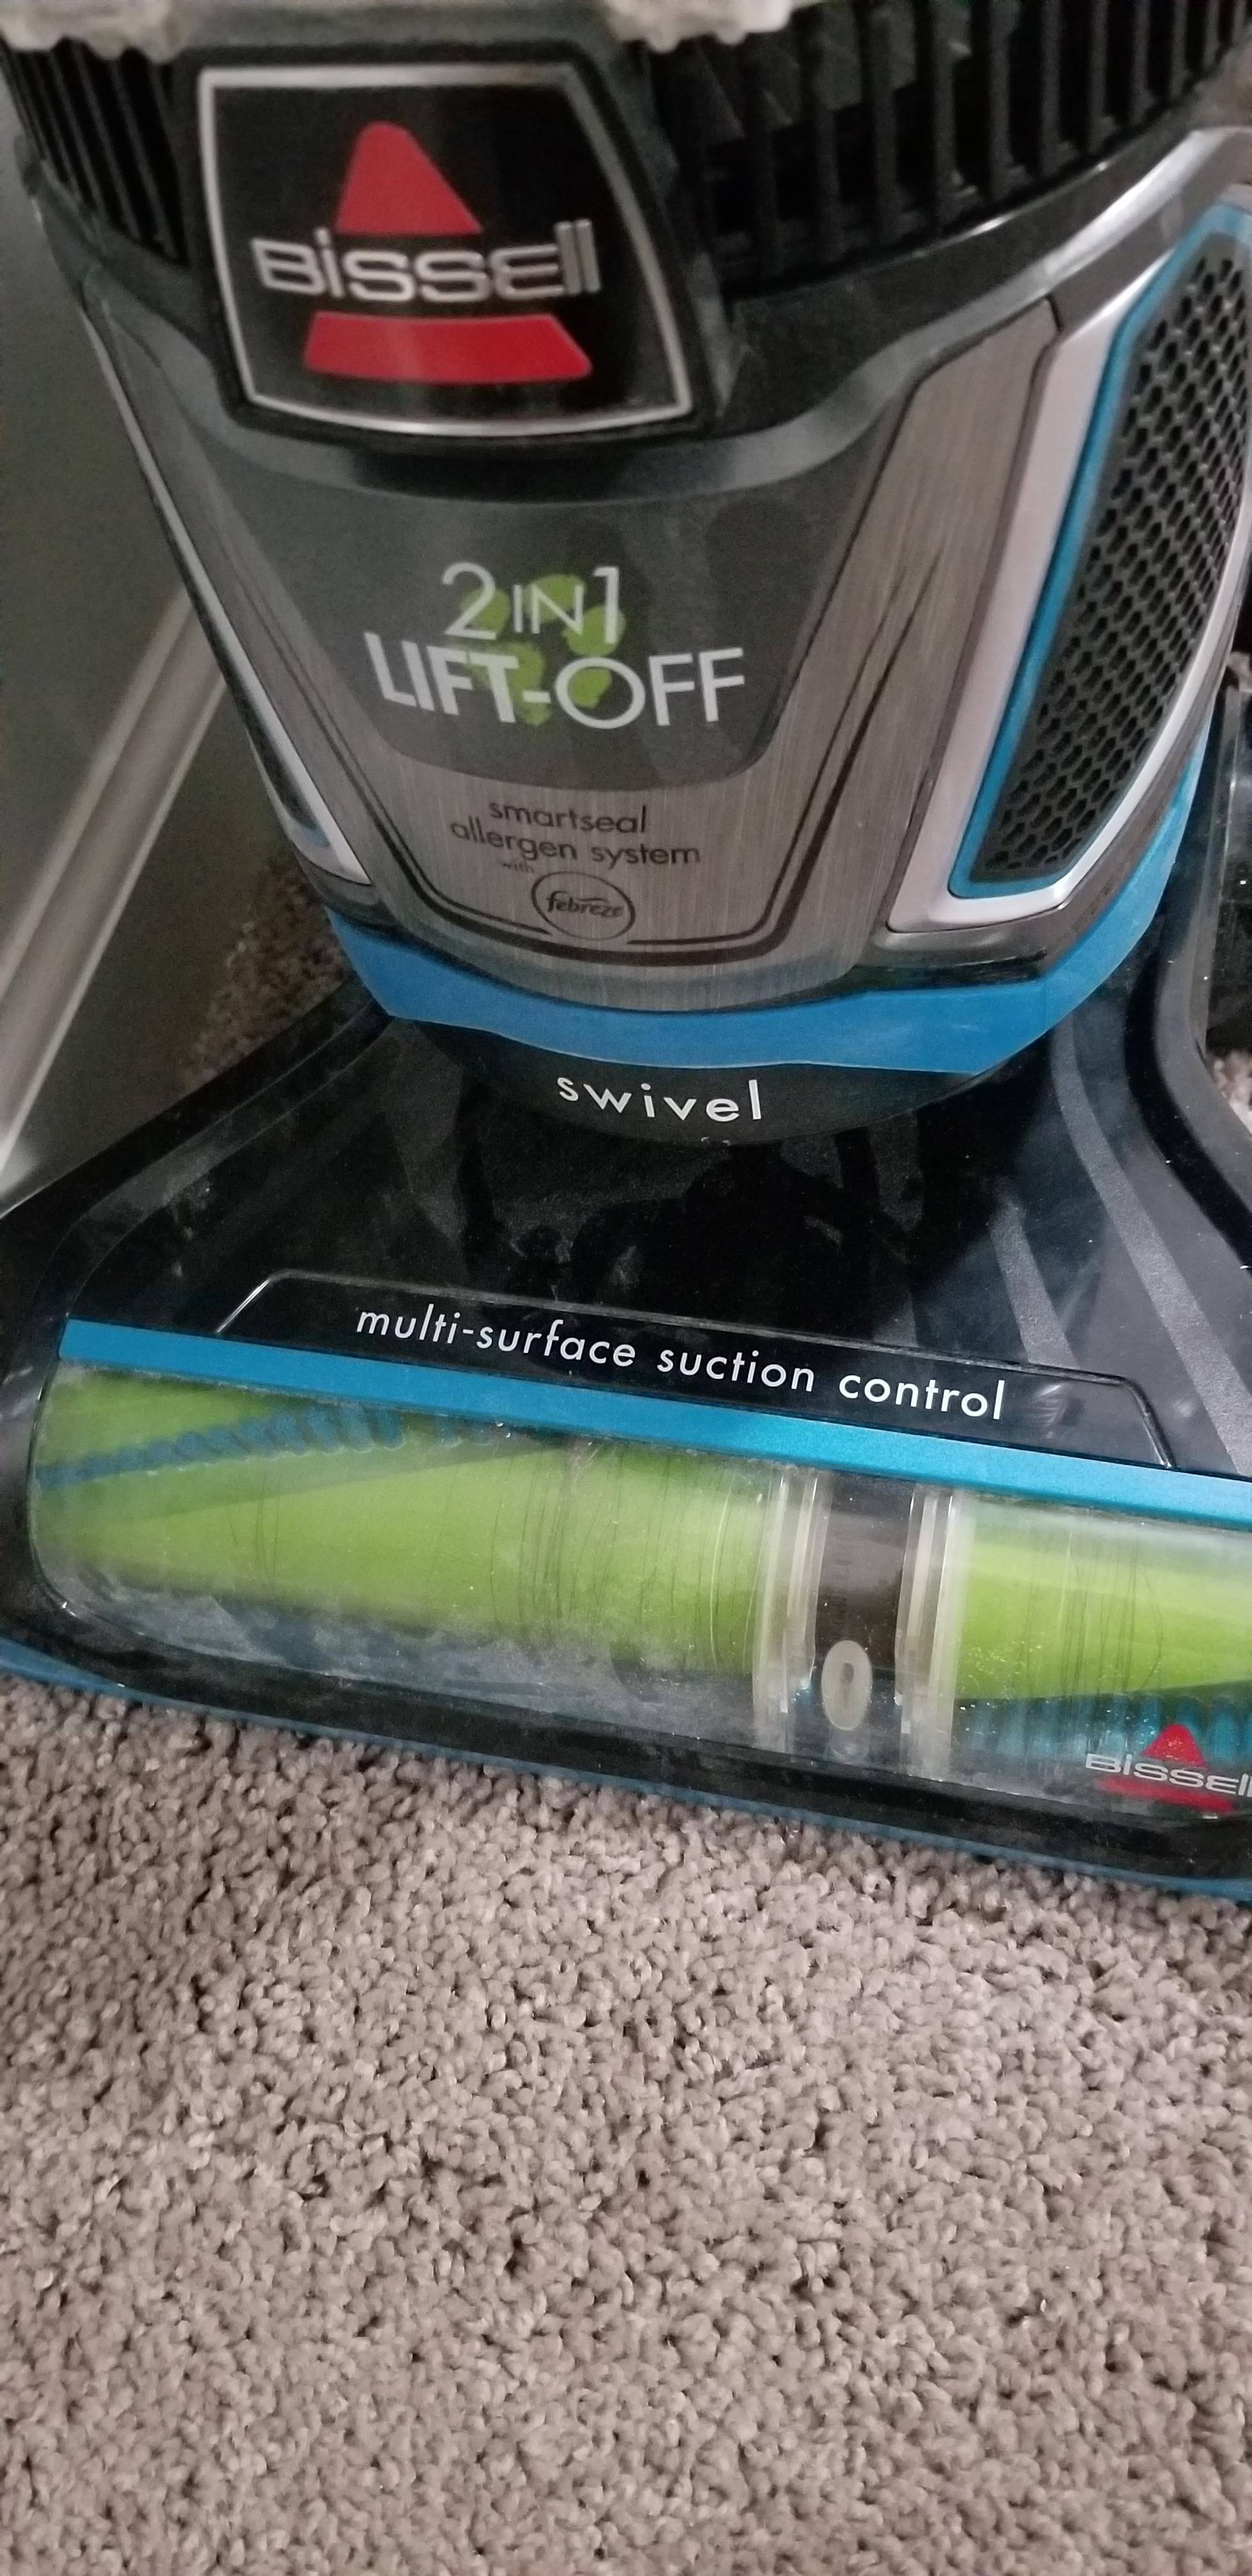 BISSELL
2 IN 1
LIFT-OFF
smartseal
allergen system
with
febreze
swivel
multi-surface suction control
BISSELL